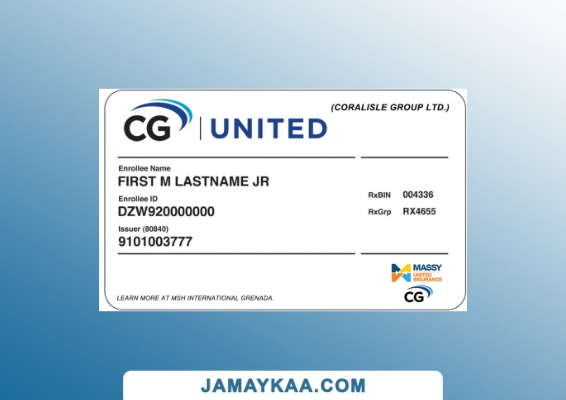 (CORALISLE GROUP LTD.)
CG | UNITED
Enrollee Name
FIRST M LASTNAME JR
Enrollee ID
DZW920000000
Issuer (80840)
9101003777
RxBIN 004336
RxGrp RX4655
MASSY
UNITED
INSURANCE
CG
LEARN MORE AT MSH INTERNATIONAL GRENADA.
JAMAYKAA.COM